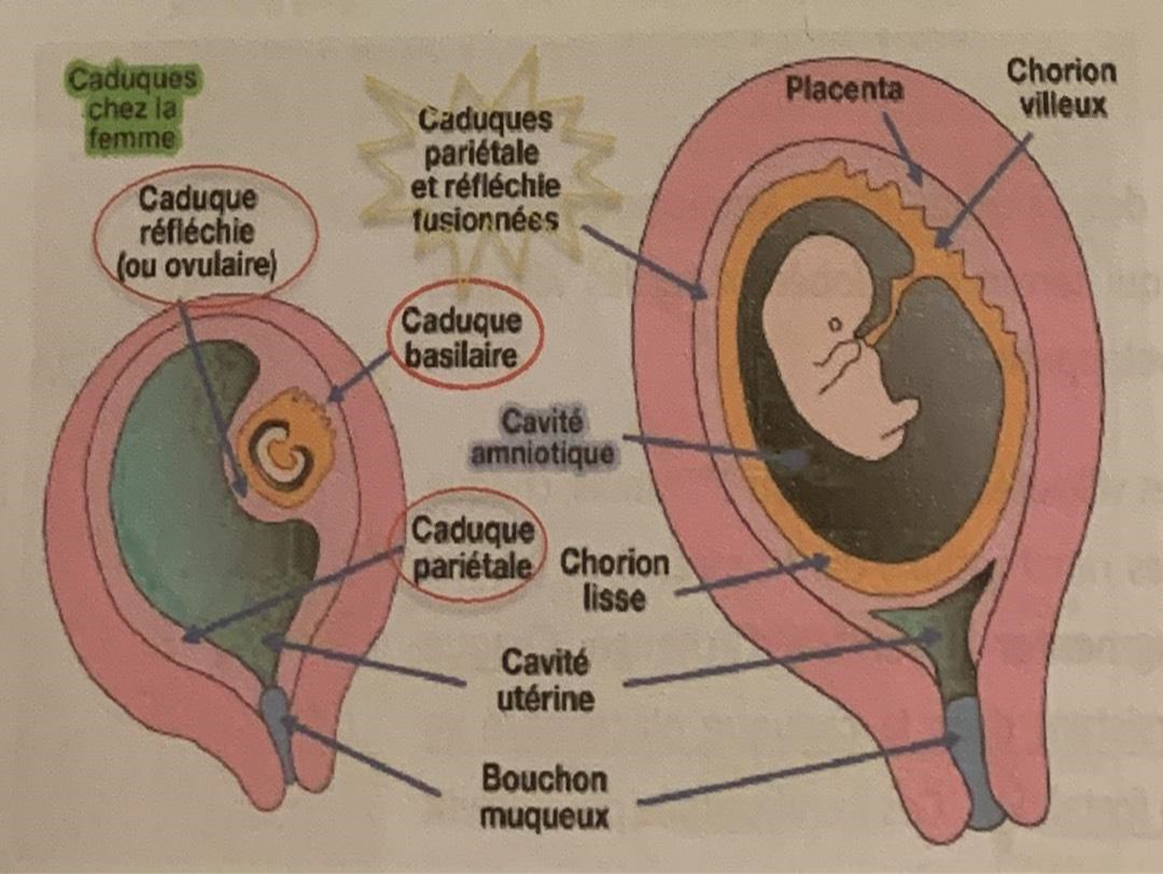 Caduques
chez la
femme
Caduque
réfléchie
(ou ovulaire)
Caduques
pariétale
et réfléchie
fusionnées
Placenta
Chorion
villeux
Caduque
basilaire
Cavité
amniotique
Caduque
pariétale
Chorion
lisse
Cavité
utérine
Bouchon
muqueux